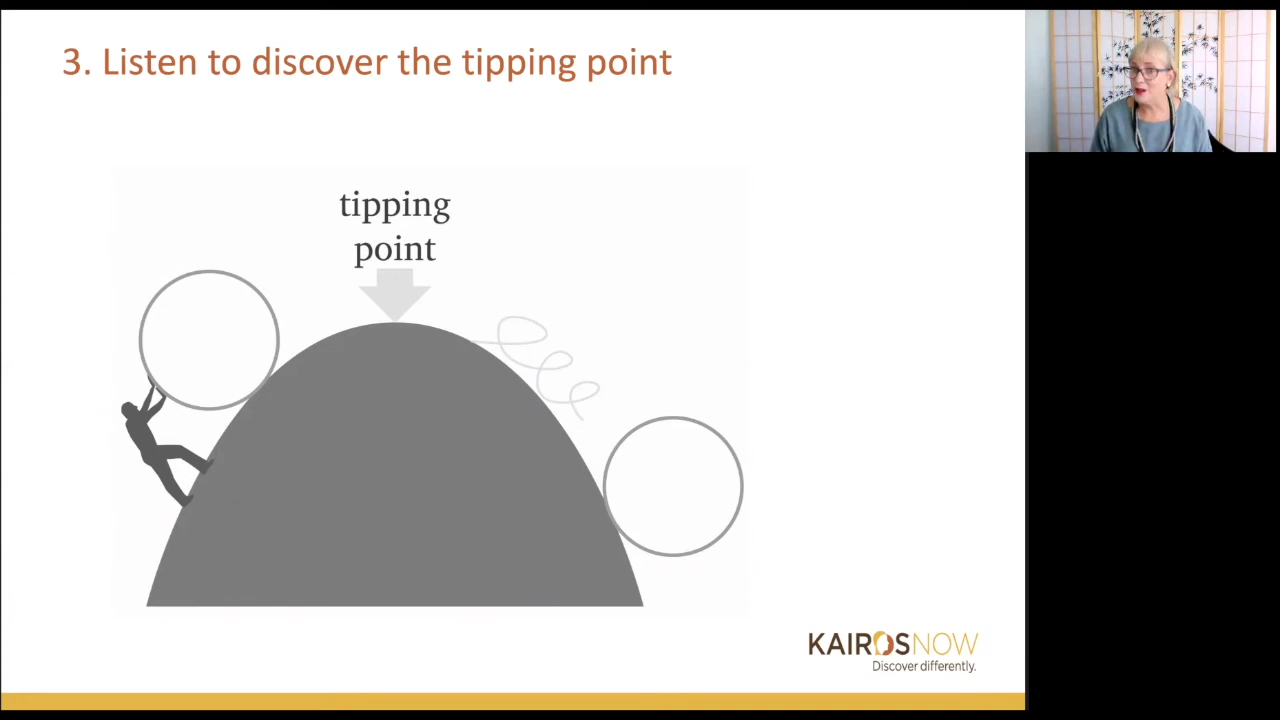 3. Listen to discover the tipping point
tipping
point
KAIROSNOW
Discover differently.